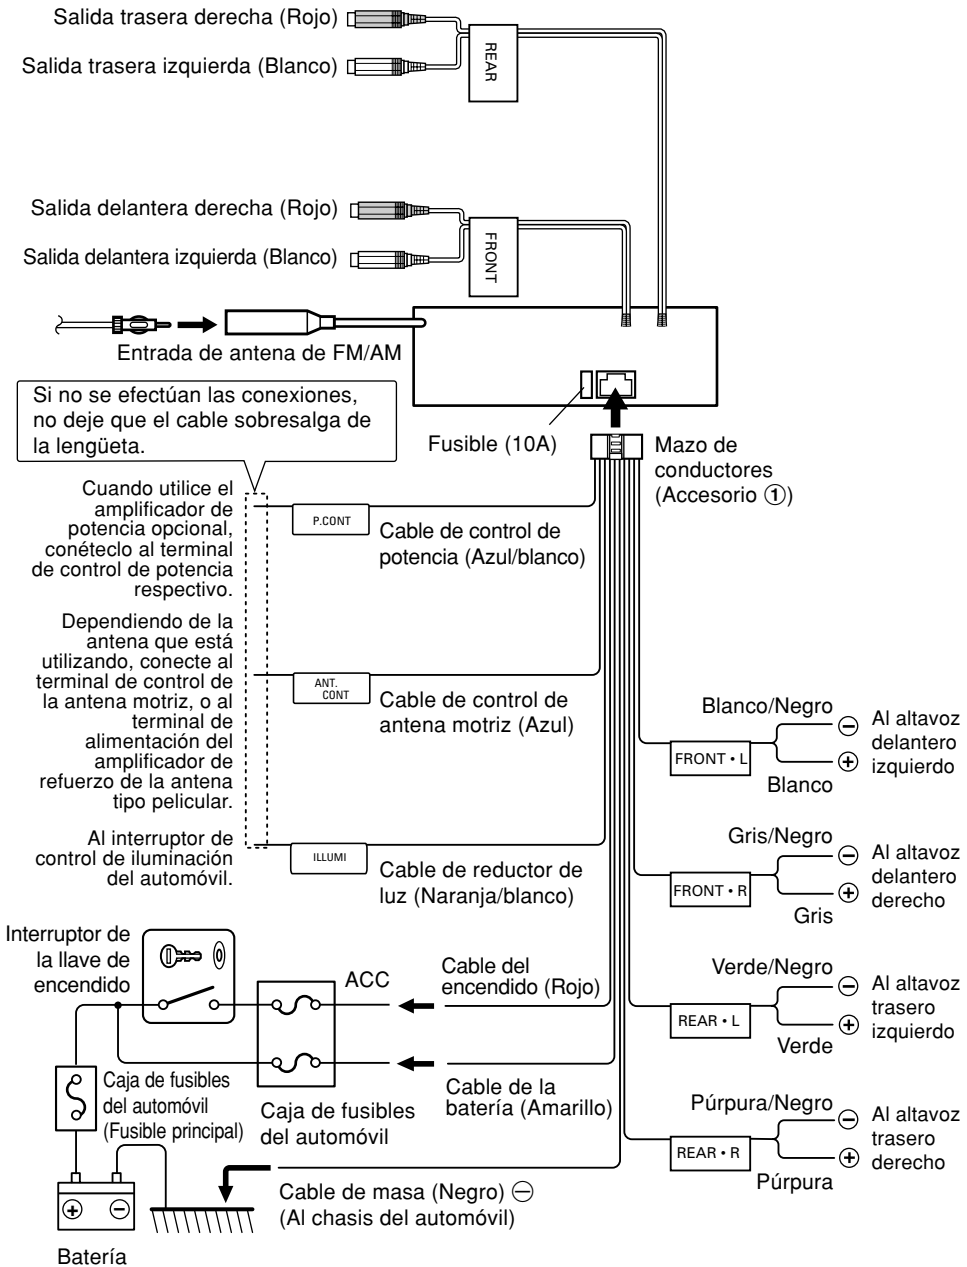 Salida trasera derecha (Rojo)
Salida trasera izquierda (Blanco)
REAR
Salida delantera derecha (Rojo)
Salida delantera izquierda (Blanco)
FRONT
Entrada de antena de FM/AM
Si no se efectúan las conexiones,
no deje que el cable sobresalga de
la lengüeta.
Fusible (10A)
Mazo de
conductores
(Accesorio ①)
Cuando utilice el
amplificador de
potencia opcional,
conéteclo al terminal
de control de potencia
respectivo.
P.CONT
Cable de control de
potencia (Azul/blanco)
Dependiendo de la
antena que está
utilizando, conecte al
terminal de control de
la antena motriz, o al
terminal de
alimentación del
amplificador de
refuerzo de la antena
tipo pelicular.
ANT.
CONT
Cable de control de
antena motriz (Azul)
Al interruptor de
control de iluminación
del automóvil.
ILLUMI
Cable de reductor de
luz (Naranja/blanco)
Blanco/Negro
⊖
FRONT • L
⊕
Blanco
Al altavoz
delantero
izquierdo
Gris/Negro
⊖
FRONT • R
⊕
Gris
Al altavoz
delantero
derecho
Verde/Negro
⊖
REAR • L
⊕
Verde
Al altavoz
trasero
izquierdo
Púrpura/Negro
⊖
REAR • R
⊕
Púrpura
Al altavoz
trasero
derecho
Interruptor de
la llave de
encendido
ACC
Cable del
encendido (Rojo)
Cable de la
batería (Amarillo)
Caja de fusibles
del automóvil
(Fusible principal)
Caja de fusibles
del automóvil
Cable de masa (Negro) ⊖
(Al chasis del automóvil)
⊕ ⊖
Batería